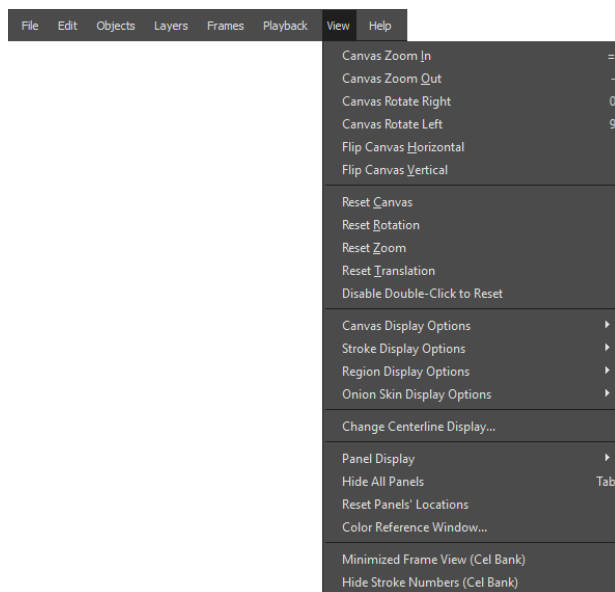 File Edit Objects Layers Frames Playback View Help
Canvas Zoom In =
Canvas Zoom Out -
Canvas Rotate Right 0
Canvas Rotate Left 9
Flip Canvas Horizontal
Flip Canvas Vertical
Reset Canvas
Reset Rotation
Reset Zoom
Reset Translation
Disable Double-Click to Reset
Canvas Display Options
Stroke Display Options
Region Display Options
Onion Skin Display Options
Change Centerline Display...
Panel Display
Hide All Panels Tab
Reset Panels' Locations
Color Reference Window...
Minimized Frame View (Cel Bank)
Hide Stroke Numbers (Cel Bank)